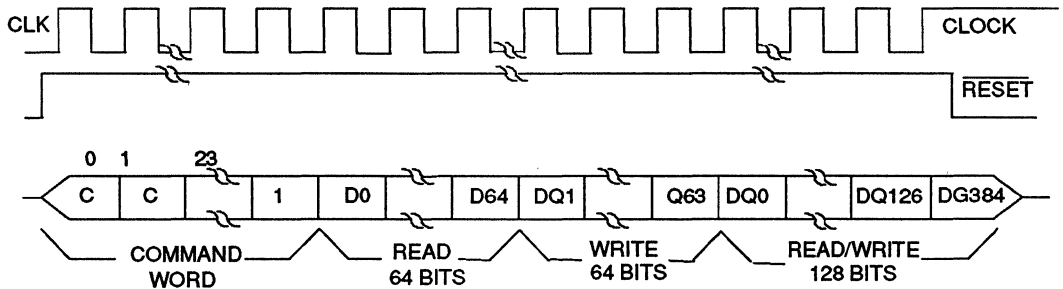 CLK
CLOCK
RESET
0 1 23
C C 1 D0 D64 DQ1 Q63 DQ0 DQ126 DG384
COMMAND WORD
READ 64 BITS
WRITE 64 BITS
READ/WRITE 128 BITS